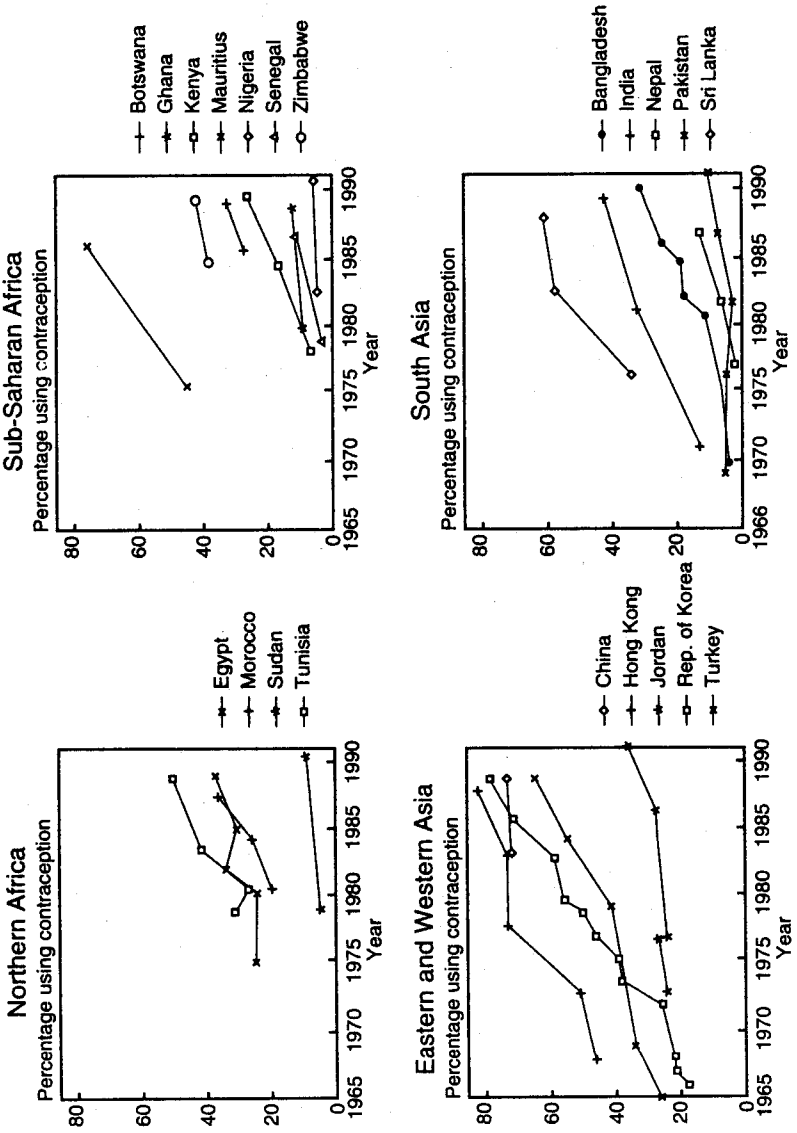 Northern Africa
Percentage using contraception
80
60
40
20
0
1965
1970
1975
1980
1985
1990
Year
Egypt
Morocco
Sudan
Tunisia
Sub-Saharan Africa
Percentage using contraception
80
60
40
20
0
1965
1970
1975
1980
1985
1990
Year
Botswana
Ghana
Kenya
Mauritius
Nigeria
Senegal
Zimbabwe
Eastern and Western Asia
Percentage using contraception
80
60
40
20
0
1965
1970
1975
1980
1985
1990
Year
China
Hong Kong
Jordan
Rep. of Korea
Turkey
South Asia
Percentage using contraception
80
60
40
20
0
1966
1970
1975
1980
1985
1990
Year
Bangladesh
India
Nepal
Pakistan
Sri Lanka